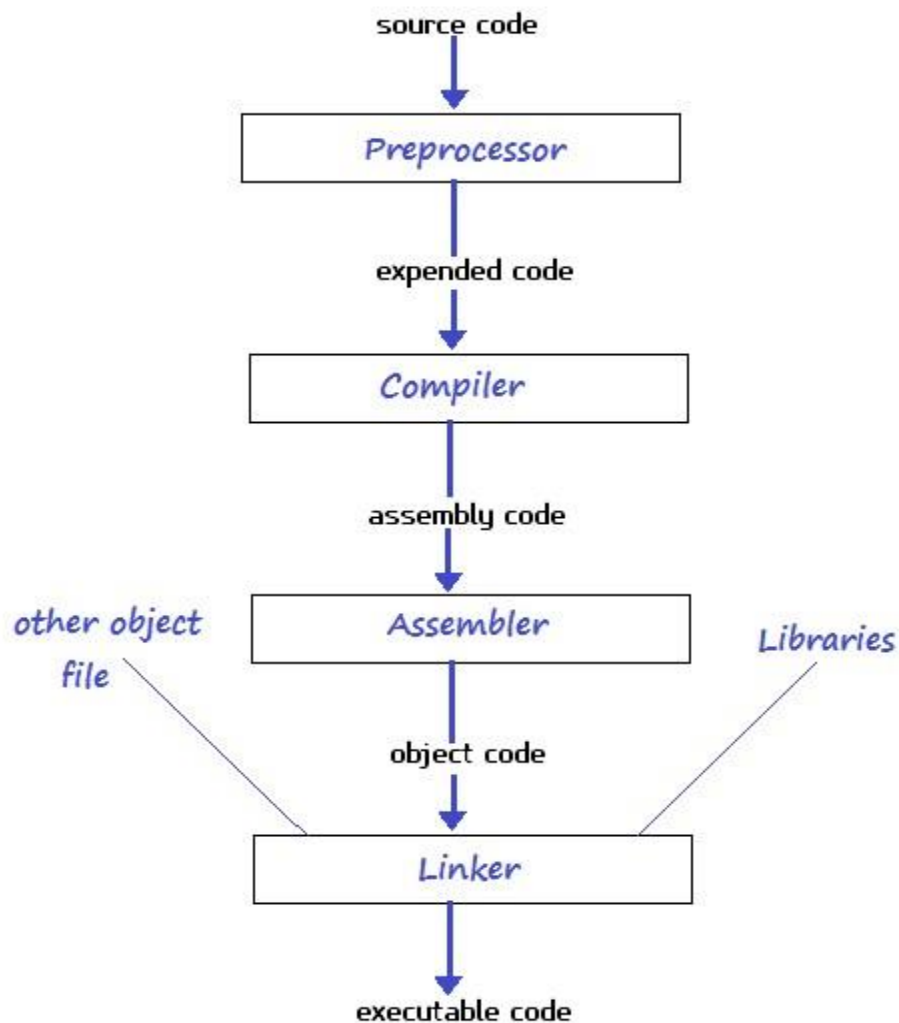 source code
Preprocessor
expended code
Compiler
assembly code
other object
file
Assembler
Libraries
object code
Linker
executable code